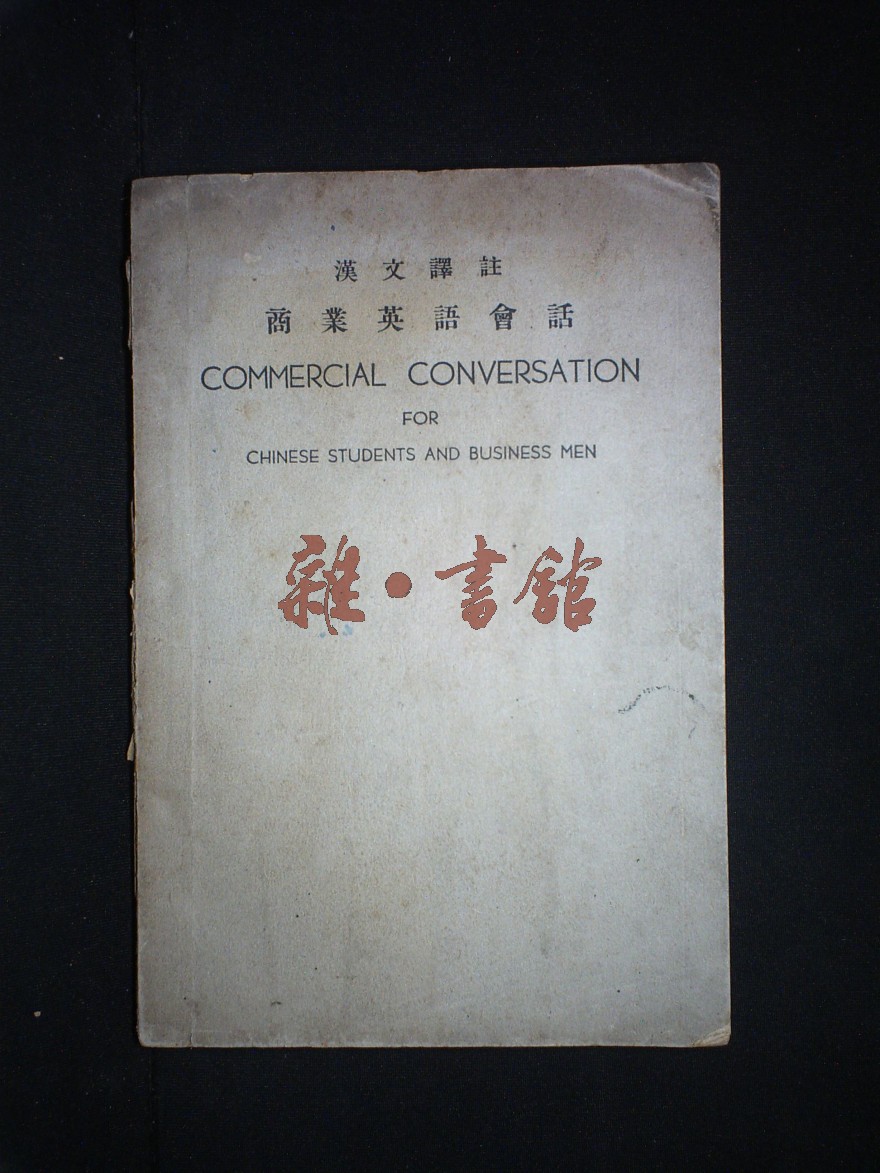 漢文譯註
商業英語會話
COMMERCIAL CONVERSATION
FOR
CHINESE STUDENTS AND BUSINESS MEN
雜·書館